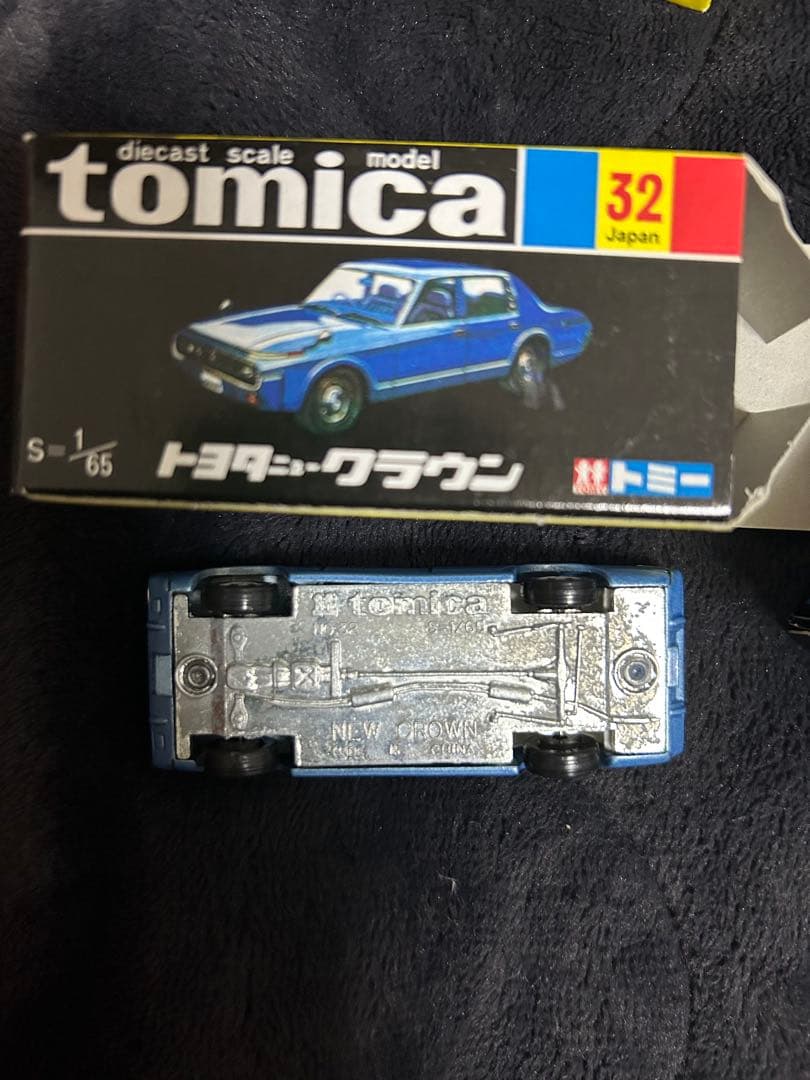 diecast scale model
tomica
32
Japan
S=1/65
トヨタニュークラウン
トミー
tomica
NEW CROWN
CHINA